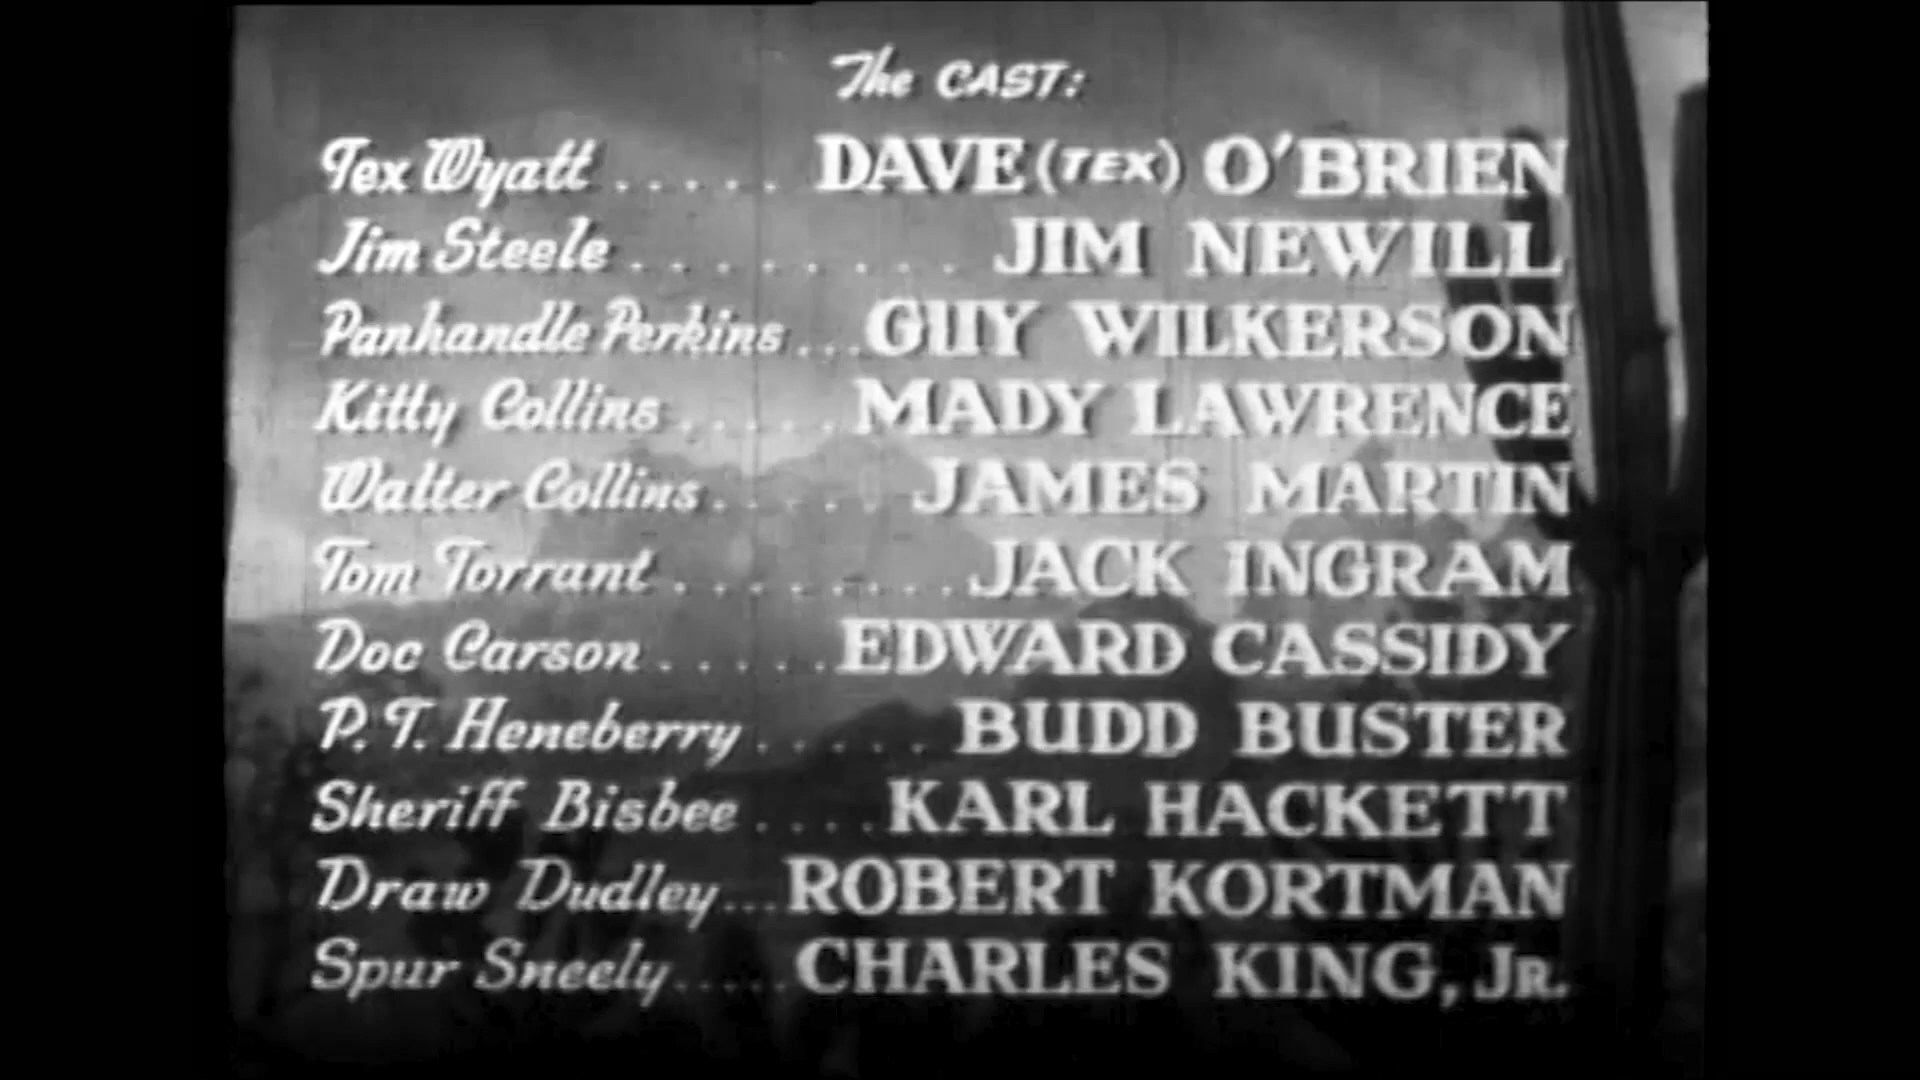 The CAST:
Tex Wyatt ..... DAVE (TEX) O'BRIEN
Jim Steele ........ JIM NEWILL
Panhandle Perkins ... GUY WILKERSON
Kitty Collins ..... MADY LAWRENCE
Walter Collins .... JAMES MARTIN
Tom Torrant ........ JACK INGRAM
Doc Carson ..... EDWARD CASSIDY
P. T. Heneberry ..... BUDD BUSTER
Sheriff Bisbee .... KARL HACKETT
Draw Dudley ... ROBERT KORTMAN
Spur Sneely ..... CHARLES KING, JR.